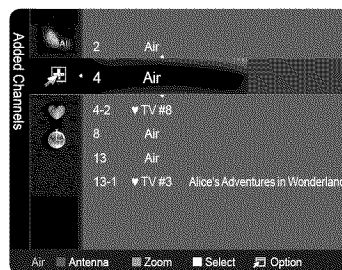 Added Channels
All
2 Air
4 Air
4-2 ♥ TV #8
8 Air
13 Air
13-1 ♥ TV #3 Alice's Adventures in Wonderland
Air Antenna Zoom Select Option